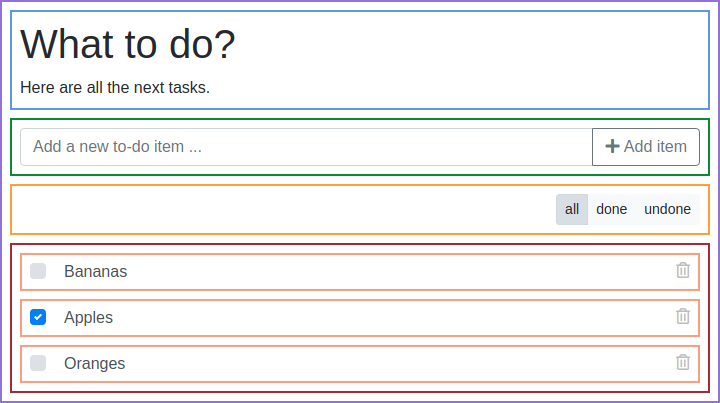 What to do?
Here are all the next tasks.
Add a new to-do item ... Add item
all done undone
Bananas
Apples
Oranges